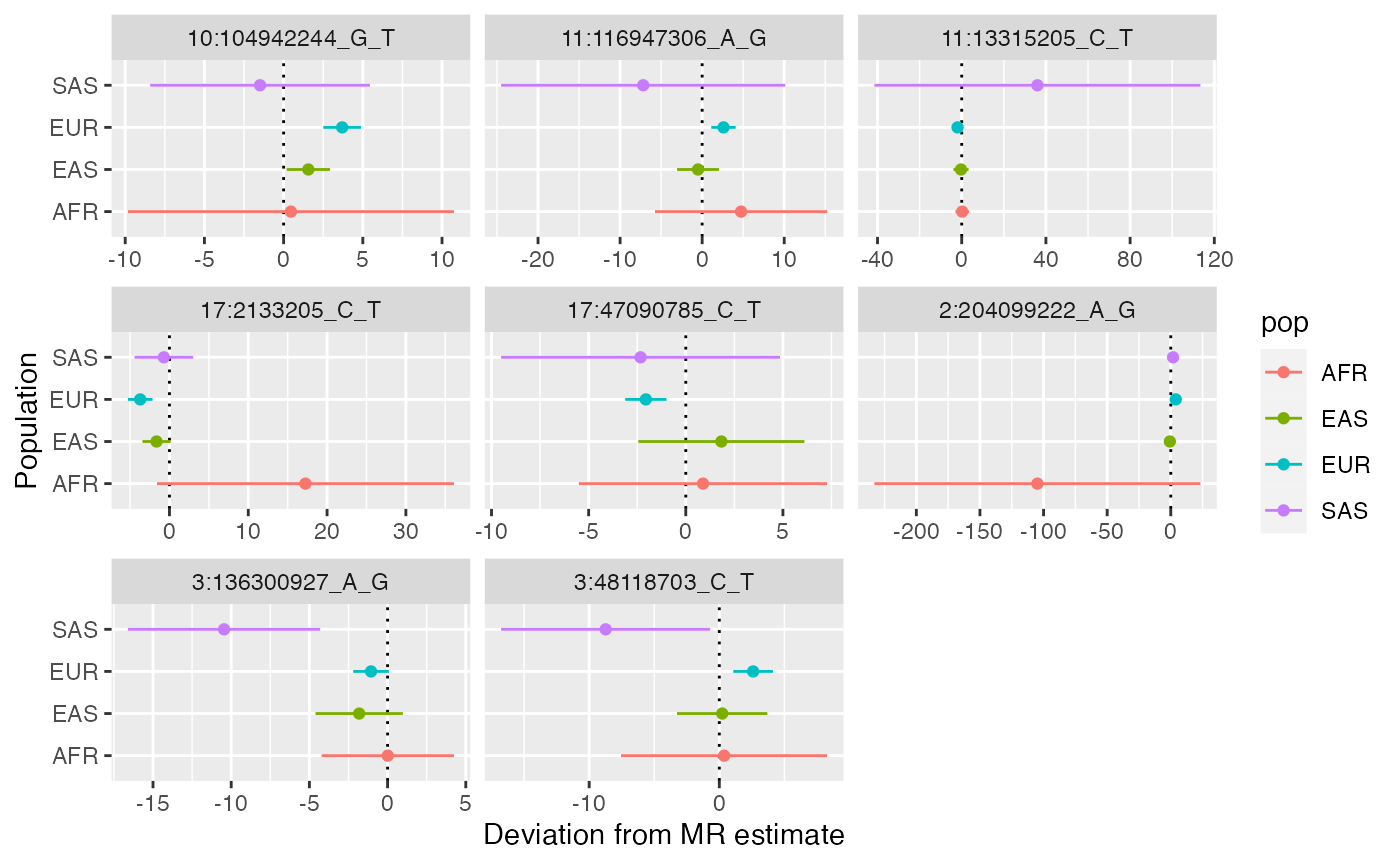 10:104942244_G_T 11:116947306_A_G 11:13315205_C_T
SAS
EUR
EAS
AFR
-10 -5 0 5 10 -20 -10 0 10 -40 0 40 80 120
17:2133205_C_T 17:47090785_C_T 2:204099222_A_G
SAS
EUR
EAS
AFR
0 10 20 30 -10 -5 0 5 -200 -150 -100 -50 0
3:136300927_A_G 3:48118703_C_T
SAS
EUR
EAS
AFR
-15 -10 -5 0 5 -10 0
Population
Deviation from MR estimate
pop
AFR
EAS
EUR
SAS